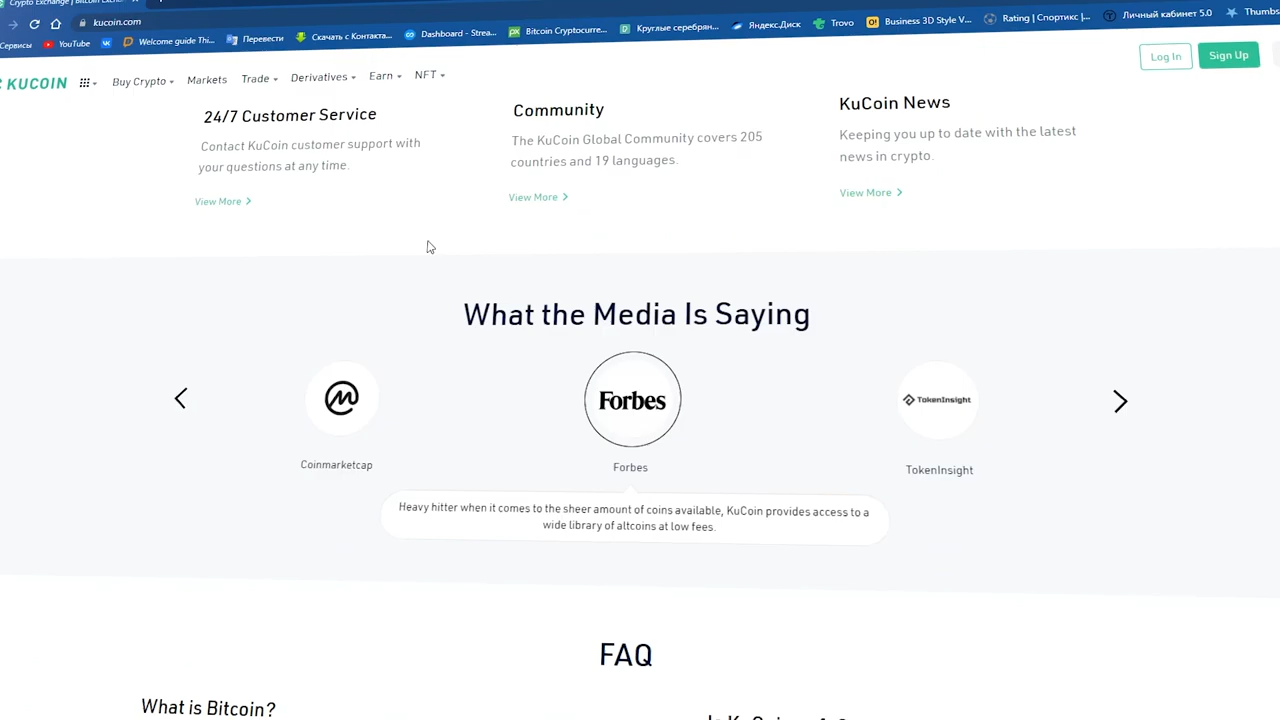 Crypto Exchange | Bitcoin Exc...
kucoin.com
Сервисы
YouTube
Welcome guide Thi...
Перевести
Скачать с Контакта...
Dashboard - Strea...
Bitcoin Cryptocurre...
Круглые серебрян...
Яндекс.Диск
Trovo
Business 3D Style V...
Rating | Спортикс |...
Личный кабинет 5.0
Thumbs
KUCOIN
Buy Crypto
Markets
Trade
Derivatives
Earn
NFT
Log In
Sign Up
24/7 Customer Service
Contact KuCoin customer support with
your questions at any time.
View More
Community
The KuCoin Global Community covers 205
countries and 19 languages.
View More
KuCoin News
Keeping you up to date with the latest
news in crypto.
View More
What the Media Is Saying
Forbes
TokenInsight
Coinmarketcap
Forbes
TokenInsight
Heavy hitter when it comes to the sheer amount of coins available, KuCoin provides access to a
wide library of altcoins at low fees.
FAQ
What is Bitcoin?